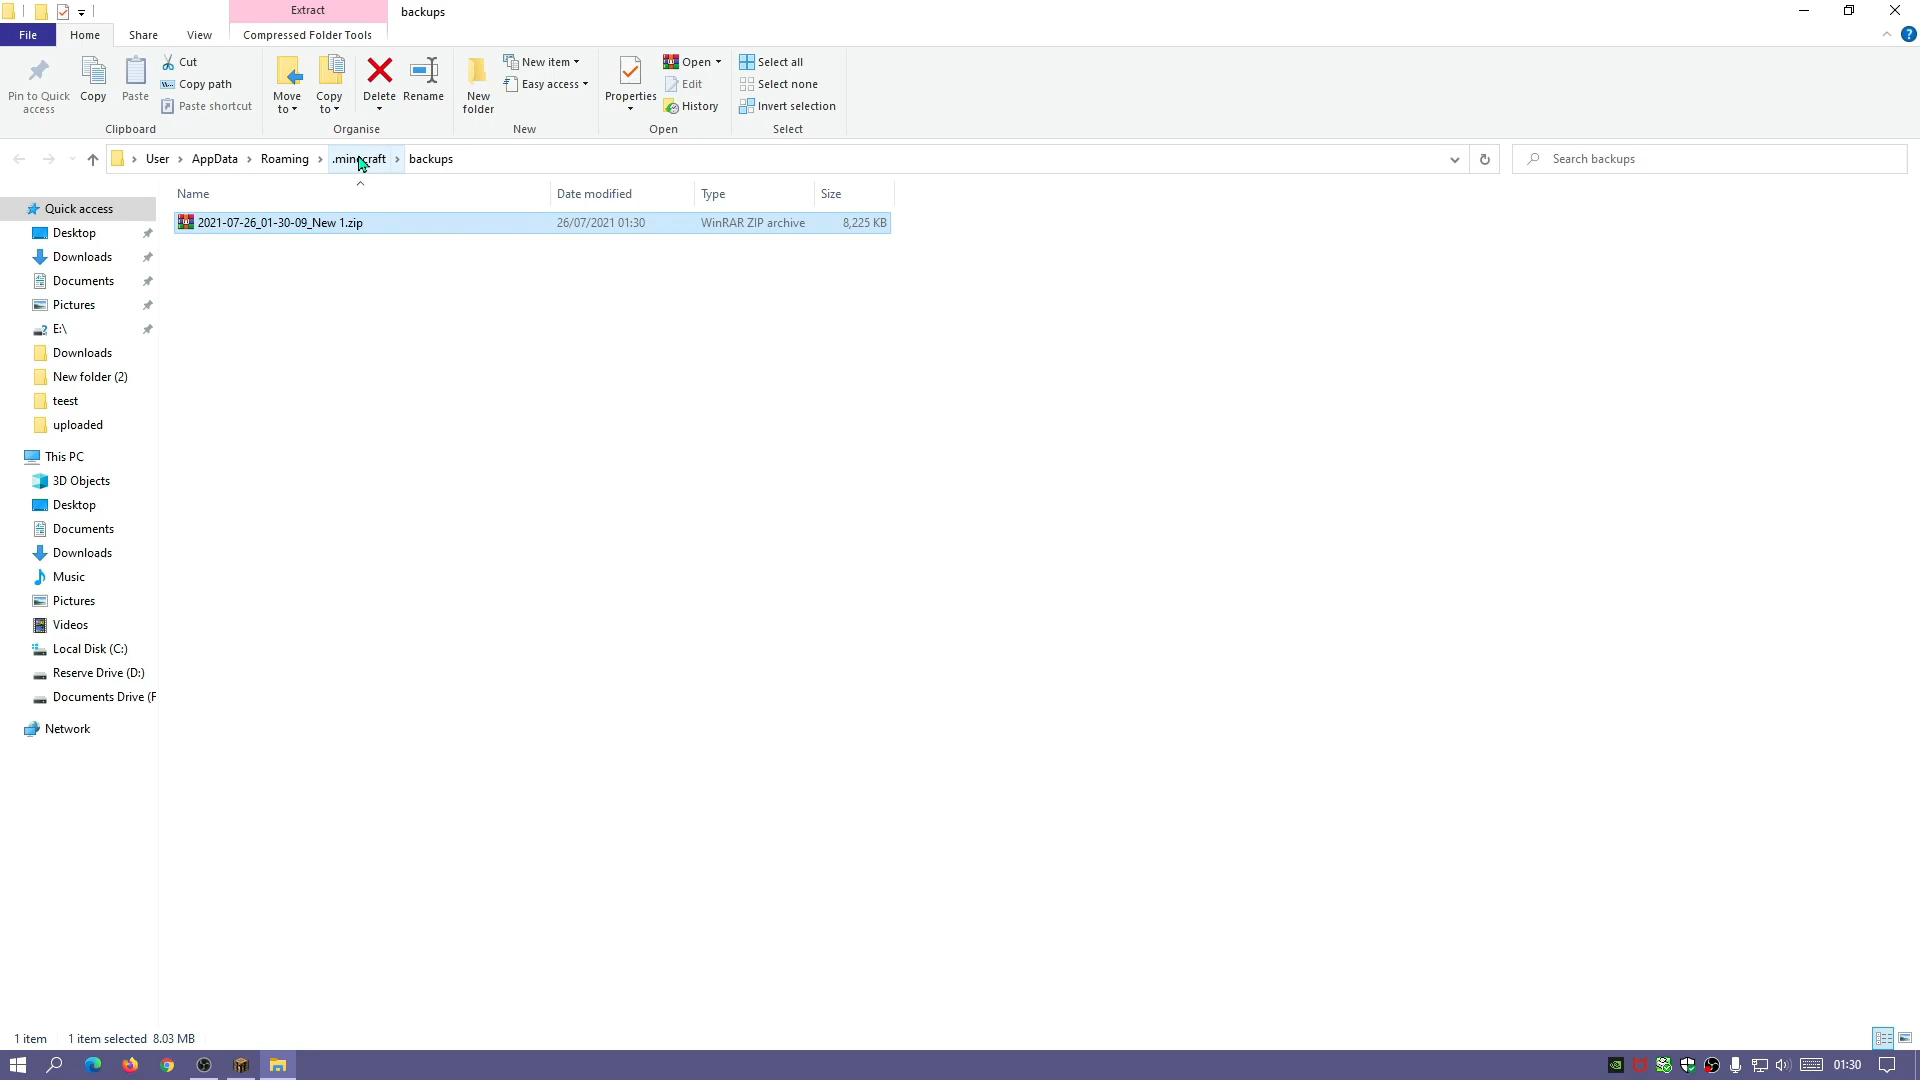 Extract
backups
File Home Share View Compressed Folder Tools
Pin to Quick access
Copy
Paste
Cut
Copy path
Paste shortcut
Clipboard
Move to
Copy to
Delete
Rename
Organise
New folder
New item
Easy access
New
Properties
Open
Edit
History
Open
Select all
Select none
Invert selection
Select
User AppData Roaming .minecraft backups
Search backups
Name Date modified Type Size
2021-07-26_01-30-09_New 1.zip 26/07/2021 01:30 WinRAR ZIP archive 8,225 KB
Quick access
Desktop
Downloads
Documents
Pictures
E:\
Downloads
New folder (2)
teest
uploaded
This PC
3D Objects
Desktop
Documents
Downloads
Music
Pictures
Videos
Local Disk (C:)
Reserve Drive (D:)
Documents Drive (F
Network
1 item 1 item selected 8.03 MB
01:30